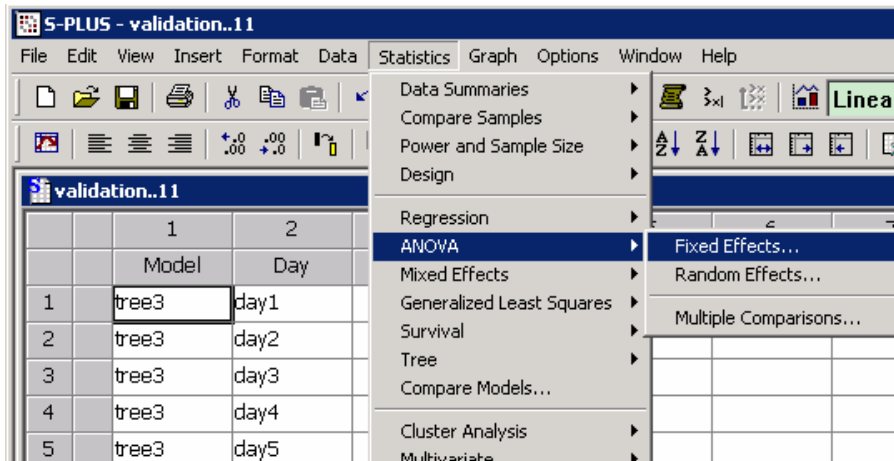 S-PLUS - validation..11
File Edit View Insert Format Data Statistics Graph Options Window Help
Data Summaries
Compare Samples
Power and Sample Size
Design
Regression
ANOVA
Mixed Effects
Generalized Least Squares
Survival
Tree
Compare Models...
Cluster Analysis
Multivariate
Fixed Effects...
Random Effects...
Multiple Comparisons...
Linea
validation..11
1 2
Model Day
1 tree3 day1
2 tree3 day2
3 tree3 day3
4 tree3 day4
5 tree3 day5